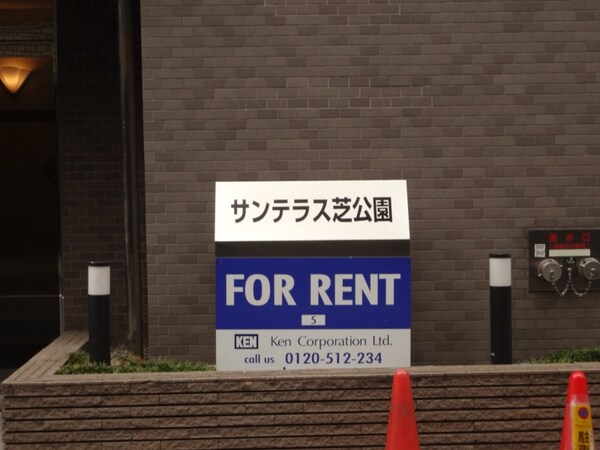 サンテラス芝公園
FOR RENT
5
KEN Ken Corporation Ltd.
call us 0120-512-234